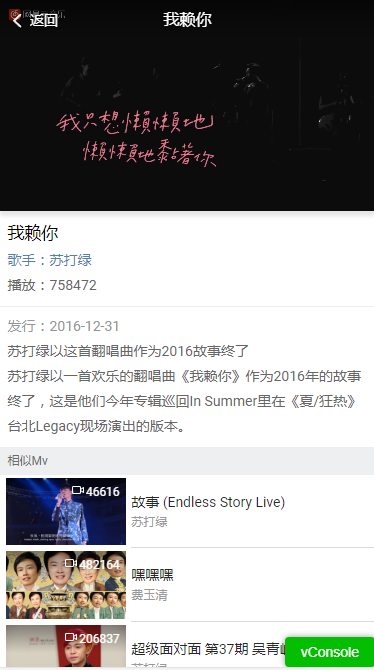 返回
我赖你
我只想懶懶地
懶懶地黏著你
我赖你
歌手：苏打绿
播放：758472
发行：2016-12-31
苏打绿以这首翻唱曲作为2016故事终了
苏打绿以一首欢乐的翻唱曲《我赖你》作为2016年的故事
终了，这是他们今年专辑巡回In Summer里在《夏/狂热》
台北Legacy现场演出的版本。
相似Mv
46616
故事 (Endless Story Live)
苏打绿
482164
嘿嘿嘿
费玉清
206837
超级面对面 第37期 吴青
苏打绿
vConsole